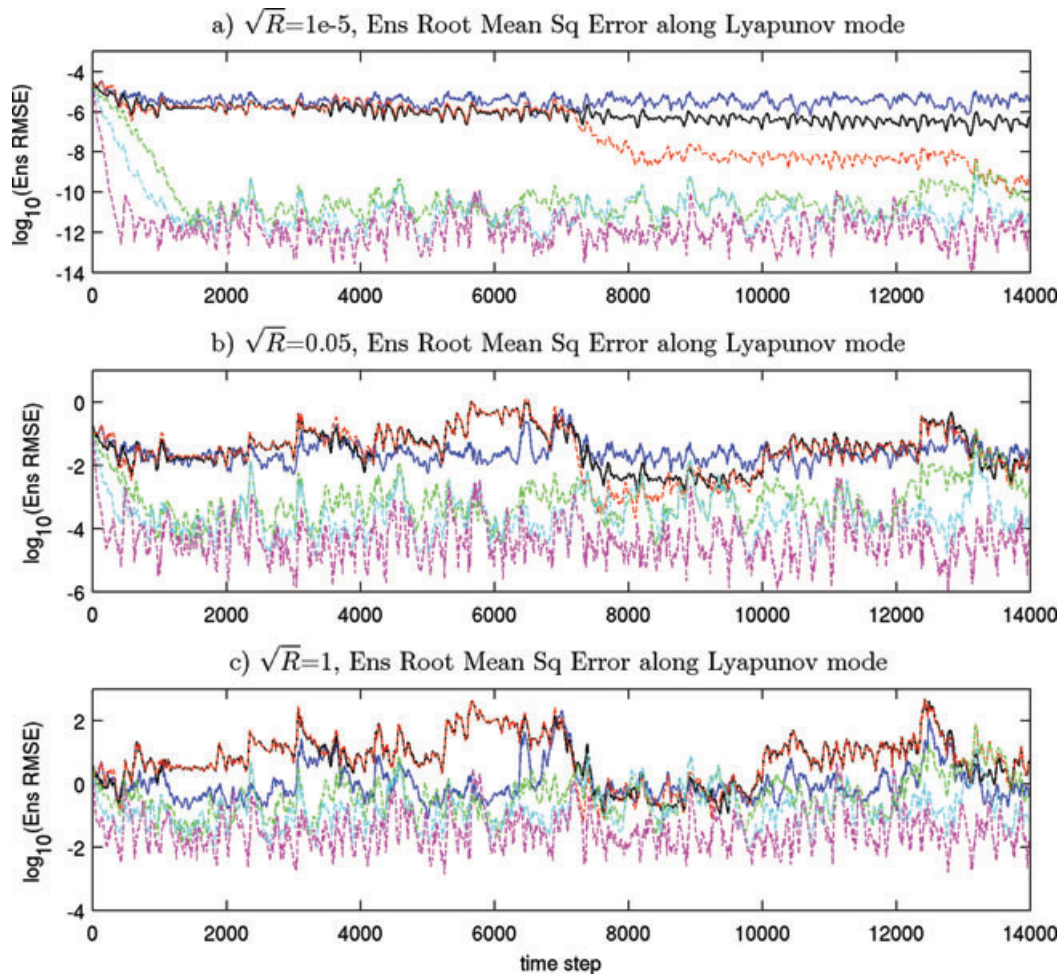 a) √R=1e-5, Ens Root Mean Sq Error along Lyapunov mode
log10(Ens RMSE)
-4
-6
-8
-10
-12
-14
0 2000 4000 6000 8000 10000 12000 14000
b) √R=0.05, Ens Root Mean Sq Error along Lyapunov mode
log10(Ens RMSE)
0
-2
-4
-6
0 2000 4000 6000 8000 10000 12000 14000
c) √R=1, Ens Root Mean Sq Error along Lyapunov mode
log10(Ens RMSE)
2
0
-2
-4
0 2000 4000 6000 8000 10000 12000 14000
time step